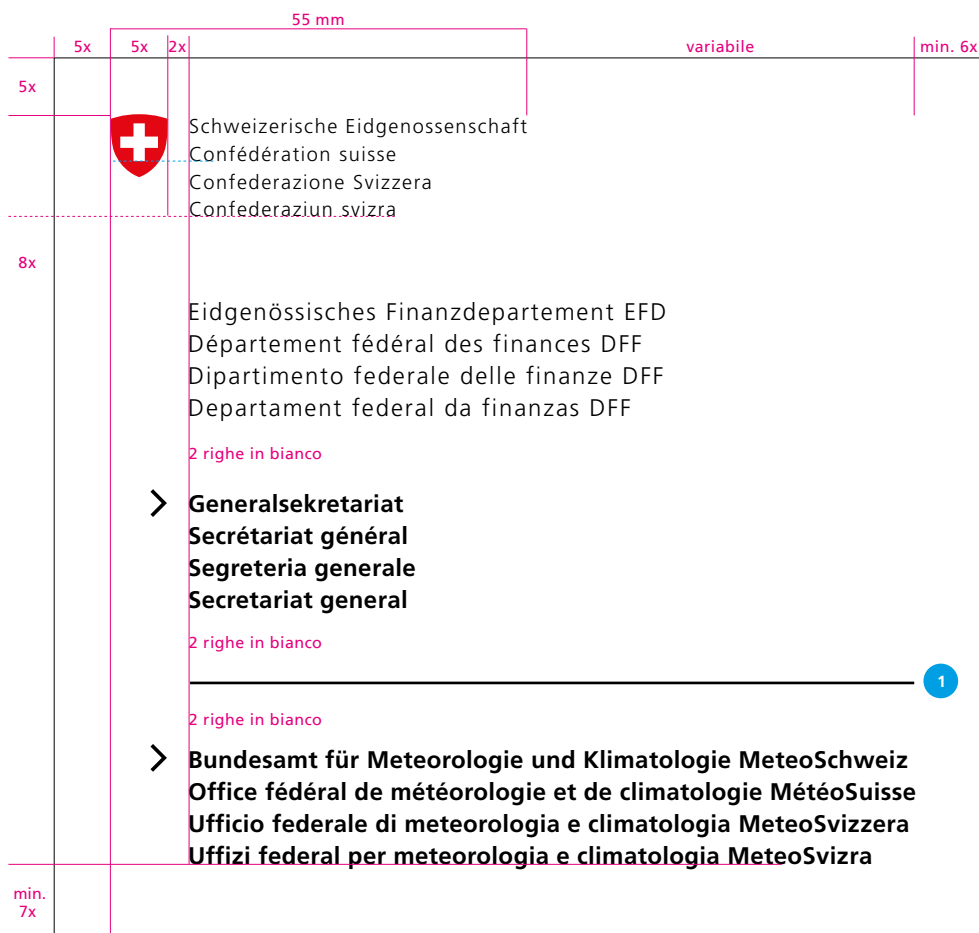 55 mm
5x 5x 2x variabile min. 6x
5x
Schweizerische Eidgenossenschaft
Confédération suisse
Confederazione Svizzera
Confederaziun svizra
8x
Eidgenössisches Finanzdepartement EFD
Département fédéral des finances DFF
Dipartimento federale delle finanze DFF
Departament federal da finanzas DFF
2 righe in bianco
Generalsekretariat
Secrétariat général
Segreteria generale
Secretariat general
2 righe in bianco
1
2 righe in bianco
Bundesamt für Meteorologie und Klimatologie MeteoSchweiz
Office fédéral de météorologie et de climatologie MétéoSuisse
Ufficio federale di meteorologia e climatologia MeteoSvizzera
Uffizi federal per meteorologia e climatologia MeteoSvizra
min.
7x